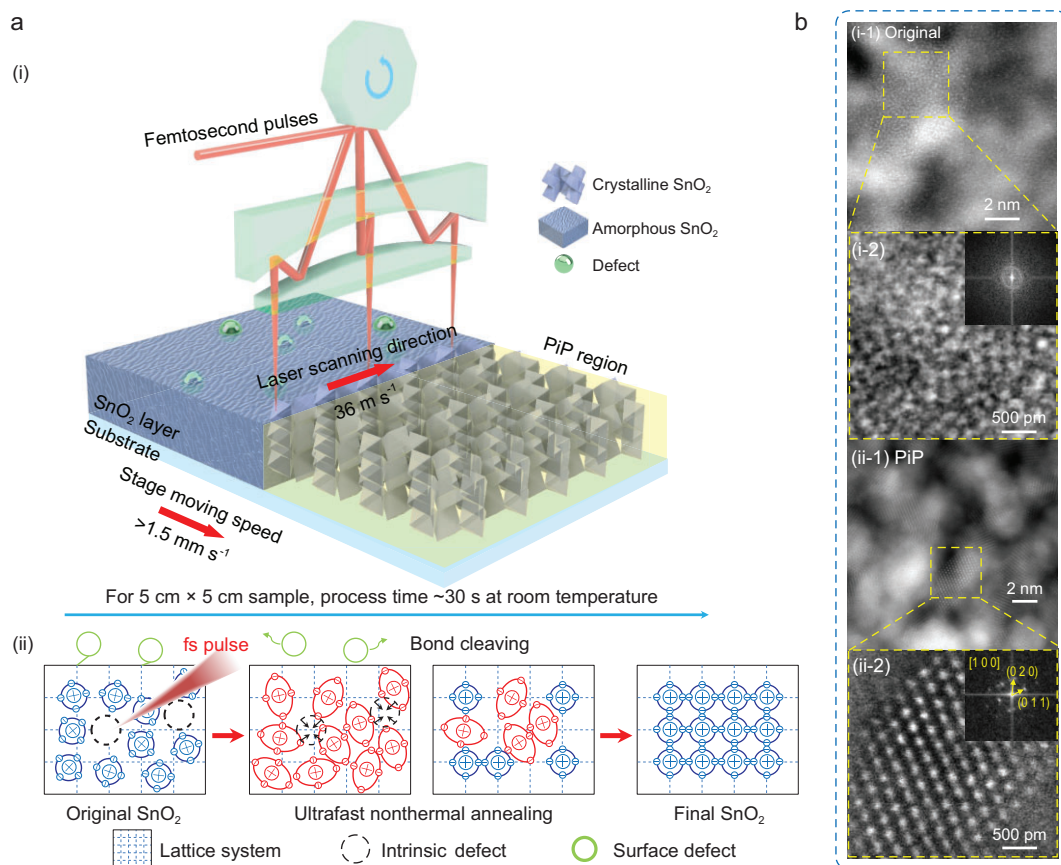 a
(i)
Femtosecond pulses
Crystalline SnO₂
Amorphous SnO₂
Defect
Laser scanning direction
36 m s⁻¹
PiP region
SnO₂ layer
Substrate
Stage moving speed
>1.5 mm s⁻¹
For 5 cm × 5 cm sample, process time ~30 s at room temperature
(ii)
fs pulse
Bond cleaving
Original SnO₂
Ultrafast nonthermal annealing
Final SnO₂
Lattice system
Intrinsic defect
Surface defect
b
(i-1) Original
2 nm
(i-2)
500 pm
(ii-1) PiP
2 nm
(ii-2)
[1 0 0]
(0 2 0)
(0 1 1)
500 pm